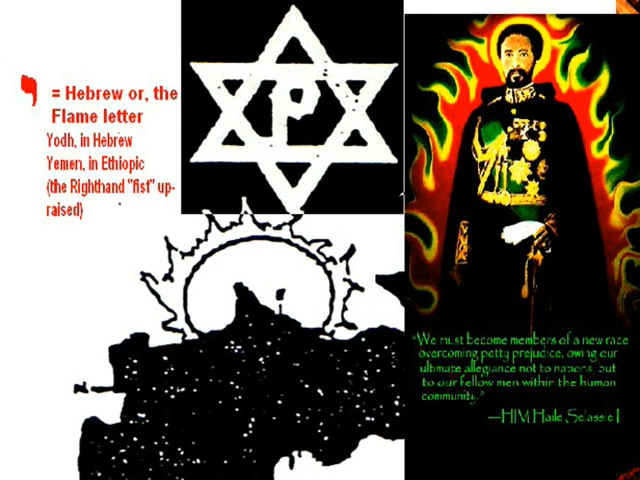 י = Hebrew or, the
Flame letter
Yodh, in Hebrew
Yemen, in Ethiopic
(the Righthand "fist" up-
raised)
P
"We must become members of a new race
overcoming petty prejudice, owing our
ultimate allegiance not to nations, but
to our fellow men within the human
community."
—HIM Haile Selassie I